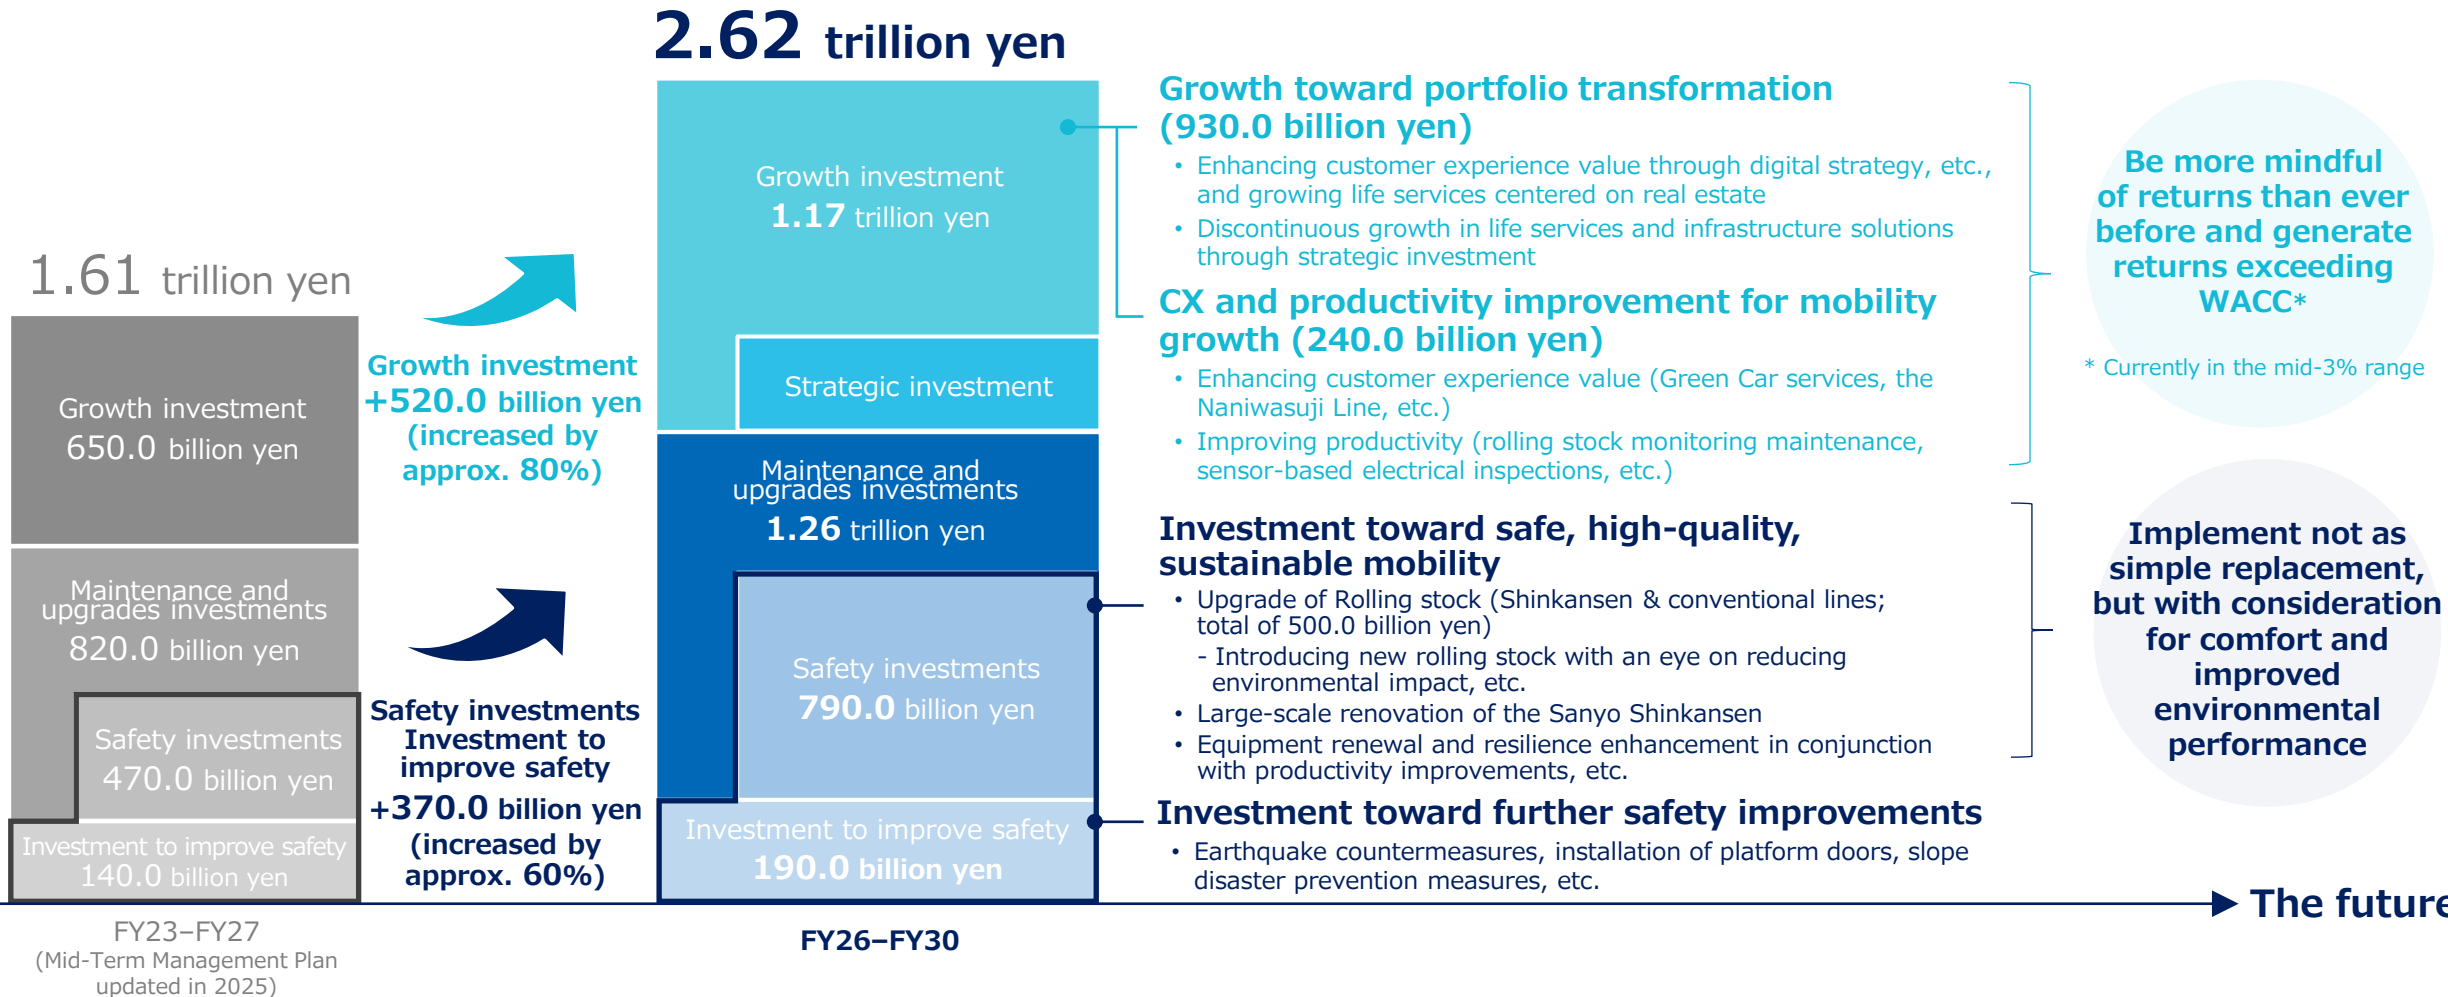 2.62 trillion yen
1.61 trillion yen
Growth investment
650.0 billion yen
Maintenance and
upgrades investments
820.0 billion yen
Safety investments
470.0 billion yen
Investment to improve safety
140.0 billion yen
FY23–FY27
(Mid-Term Management Plan
updated in 2025)
Growth investment
+520.0 billion yen
(increased by
approx. 80%)
Safety investments
Investment to
improve safety
+370.0 billion yen
(increased by
approx. 60%)
Growth investment
1.17 trillion yen
Strategic investment
Maintenance and
upgrades investments
1.26 trillion yen
Safety investments
790.0 billion yen
Investment to improve safety
190.0 billion yen
FY26–FY30
Growth toward portfolio transformation
(930.0 billion yen)
• Enhancing customer experience value through digital strategy, etc.,
and growing life services centered on real estate
• Discontinuous growth in life services and infrastructure solutions
through strategic investment
CX and productivity improvement for mobility
growth (240.0 billion yen)
• Enhancing customer experience value (Green Car services, the
Naniwasuji Line, etc.)
• Improving productivity (rolling stock monitoring maintenance,
sensor-based electrical inspections, etc.)
Investment toward safe, high-quality,
sustainable mobility
• Upgrade of Rolling stock (Shinkansen & conventional lines;
total of 500.0 billion yen)
- Introducing new rolling stock with an eye on reducing
environmental impact, etc.
• Large-scale renovation of the Sanyo Shinkansen
• Equipment renewal and resilience enhancement in conjunction
with productivity improvements, etc.
Investment toward further safety improvements
• Earthquake countermeasures, installation of platform doors, slope
disaster prevention measures, etc.
Be more mindful
of returns than ever
before and generate
returns exceeding
WACC*
* Currently in the mid-3% range
Implement not as
simple replacement,
but with consideration
for comfort and
improved
environmental
performance
The future